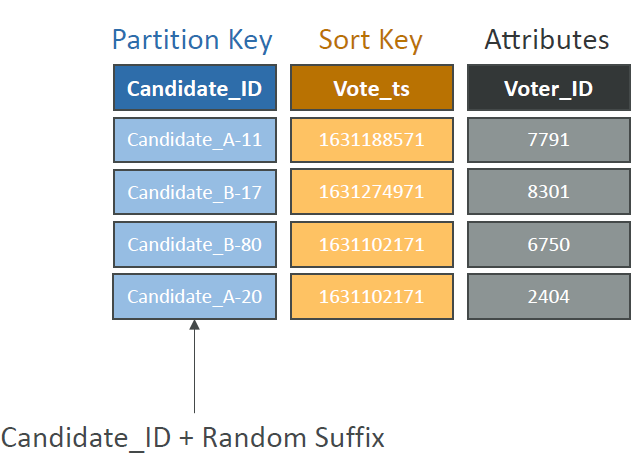 Partition Key Sort Key Attributes
Candidate_ID Vote_ts Voter_ID
Candidate_A-11 1631188571 7791
Candidate_B-17 1631274971 8301
Candidate_B-80 1631102171 6750
Candidate_A-20 1631102171 2404
Candidate_ID + Random Suffix